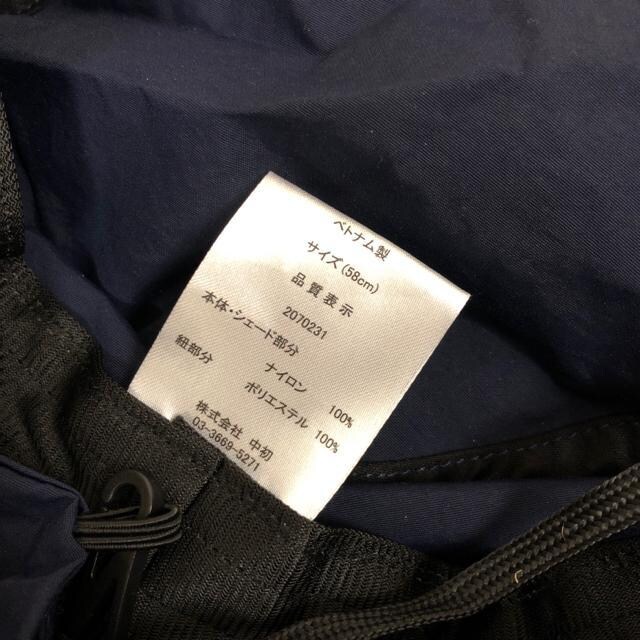 ベトナム製
サイズ(58cm)
品質表示
2070231
本体・シェード部分
ナイロン 100%
紐部分
ポリエステル 100%
株式会社 中初
03-3669-5271